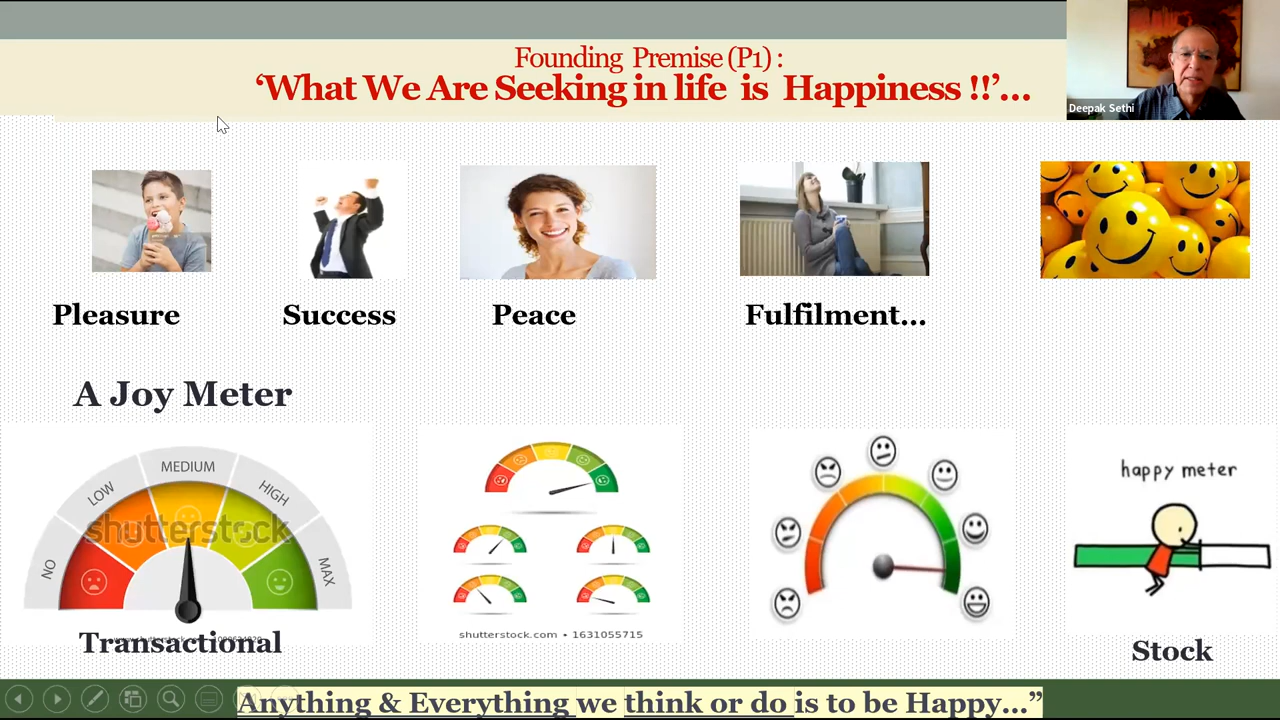 Founding Premise (P1) :
‘What We Are Seeking in life is Happiness !!’...
Deepak Sethi
Pleasure
Success
Peace
Fulfilment...
A Joy Meter
NO
LOW
MEDIUM
HIGH
MAX
shutterstock
Transactional
shutterstock.com • 1631055715
happy meter
Stock
Anything & Everything we think or do is to be Happy...”